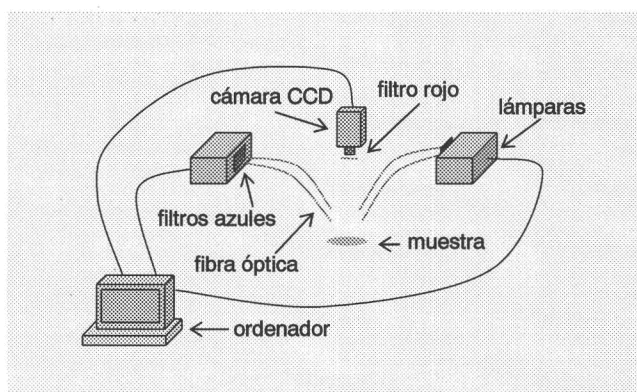 cámara CCD
filtro rojo
lámparas
filtros azules
fibra óptica
muestra
ordenador